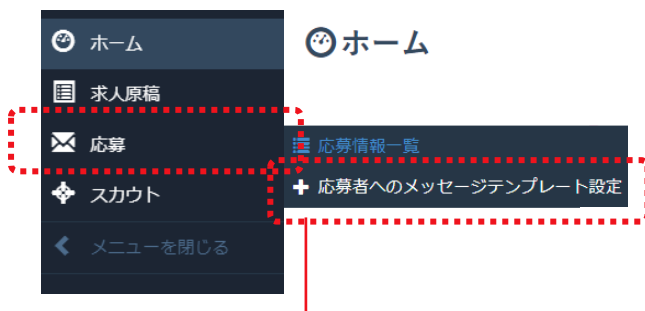 ホーム
求人原稿
応募
スカウト
メニューを閉じる
ホーム
応募情報一覧
応募者へのメッセージテンプレート設定